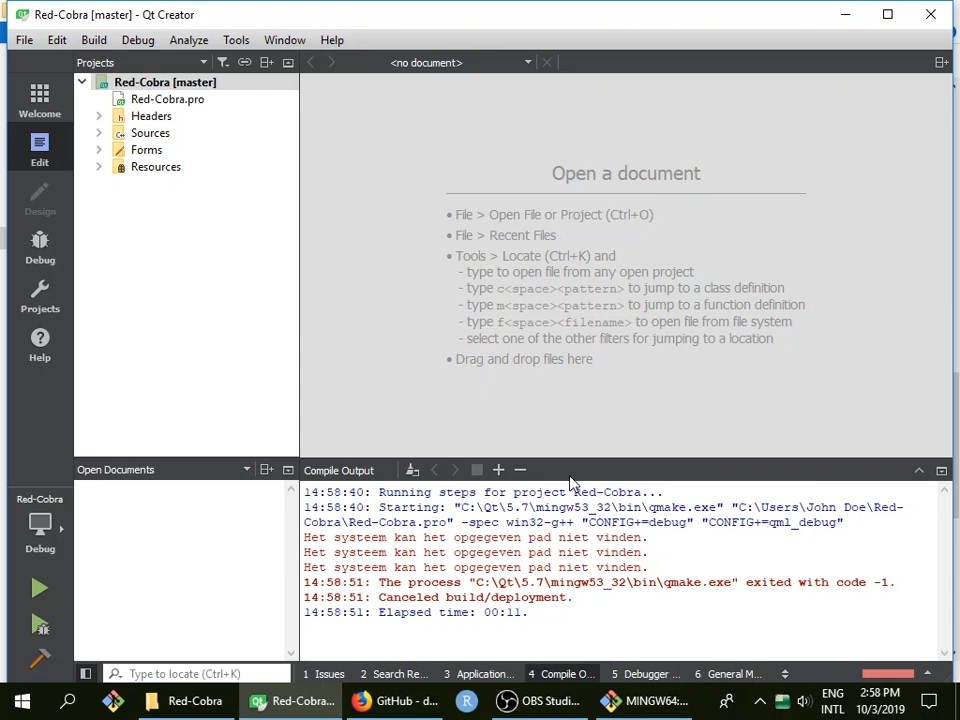 Red-Cobra [master] - Qt Creator
File Edit Build Debug Analyze Tools Window Help
Projects
<no document>
Welcome
Edit
Design
Debug
Projects
Help
Red-Cobra [master]
Red-Cobra.pro
Headers
Sources
Forms
Resources
Open a document
• File > Open File or Project (Ctrl+O)
• File > Recent Files
• Tools > Locate (Ctrl+K) and
- type to open file from any open project
- type c<space><pattern> to jump to a class definition
- type m<space><pattern> to jump to a function definition
- type f<space><filename> to open file from file system
- select one of the other filters for jumping to a location
• Drag and drop files here
Open Documents
Compile Output
Red-Cobra
Debug
14:58:40: Running steps for project Red-Cobra...
14:58:40: Starting: "C:\Qt\5.7\mingw53_32\bin\qmake.exe" "C:\Users\John Doe\Red-
Cobra\Red-Cobra.pro" -spec win32-g++ "CONFIG+=debug" "CONFIG+=qml_debug"
Het systeem kan het opgegeven pad niet vinden.
Het systeem kan het opgegeven pad niet vinden.
Het systeem kan het opgegeven pad niet vinden.
14:58:51: The process "C:\Qt\5.7\mingw53_32\bin\qmake.exe" exited with code -1.
14:58:51: Canceled build/deployment.
14:58:51: Elapsed time: 00:11.
Type to locate (Ctrl+K)
1 Issues 2 Search Re... 3 Application... 4 Compile O... 5 Debugger ... 6 General M...
Red-Cobra
Red-Cobra...
GitHub - d...
R
OBS Studi...
MINGW64:...
ENG
INTL
2:58 PM
10/3/2019